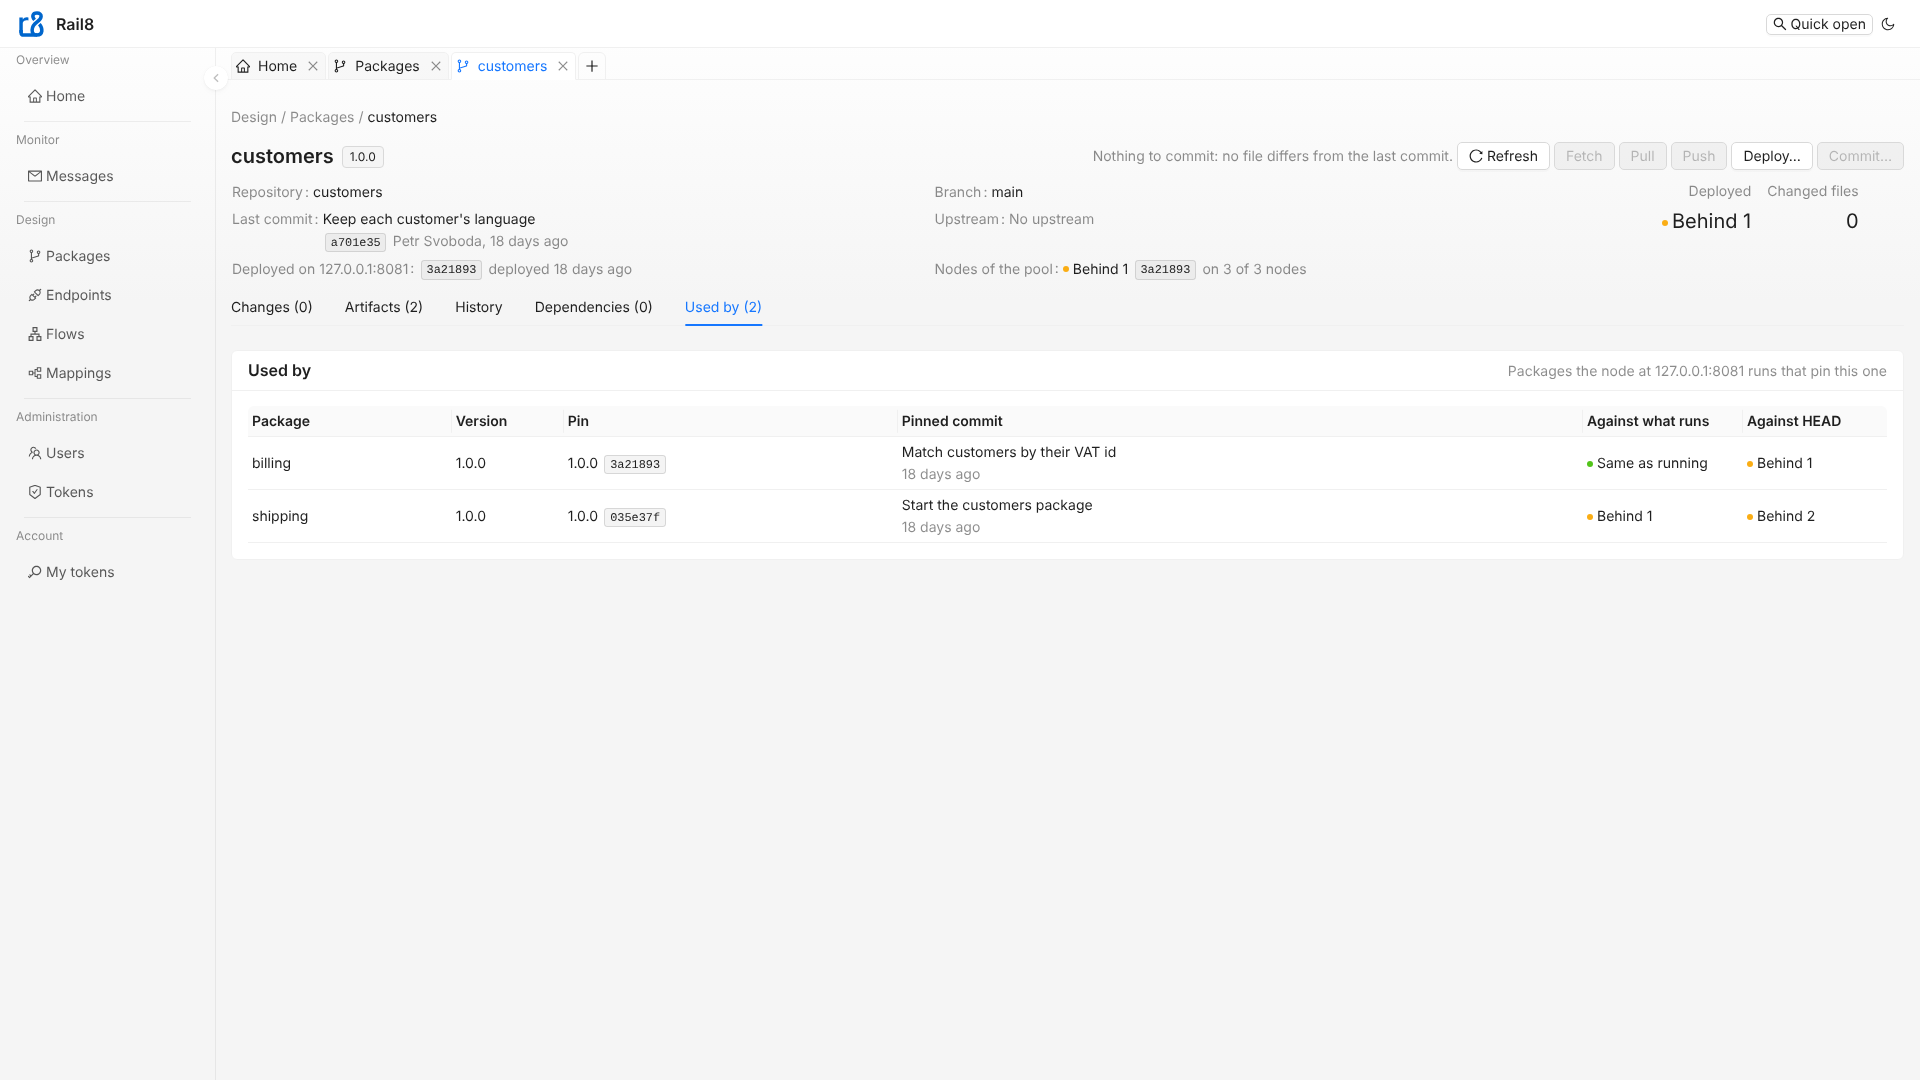 r8 Rail8
Quick open
Overview
Home
Monitor
Messages
Design
Packages
Endpoints
Flows
Mappings
Administration
Users
Tokens
Account
My tokens
Home
Packages
customers
Design / Packages / customers
customers 1.0.0
Nothing to commit: no file differs from the last commit. Refresh Fetch Pull Push Deploy... Commit...
Repository: customers
Branch: main
Deployed Changed files
Behind 1 0
Last commit: Keep each customer's language
a701e35 Petr Svoboda, 18 days ago
Upstream: No upstream
Deployed on 127.0.0.1:8081: 3a21893 deployed 18 days ago
Nodes of the pool: Behind 1 3a21893 on 3 of 3 nodes
Changes (0) Artifacts (2) History Dependencies (0) Used by (2)
Used by
Packages the node at 127.0.0.1:8081 runs that pin this one
Package Version Pin Pinned commit Against what runs Against HEAD
billing 1.0.0 1.0.0 3a21893 Match customers by their VAT id
18 days ago
Same as running Behind 1
shipping 1.0.0 1.0.0 035e37f Start the customers package
18 days ago
Behind 1 Behind 2